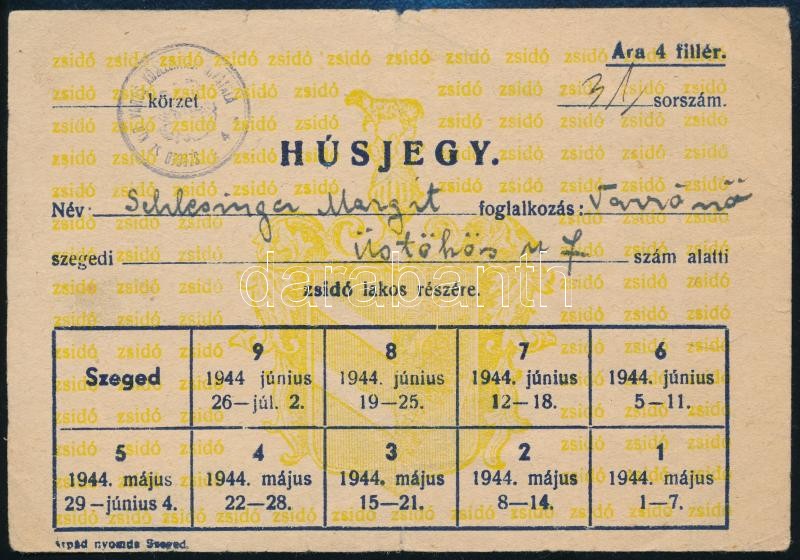 Ára 4 fillér.
körzet 31 sorszám.
HÚSJEGY.
Név Schlesinger Margit foglalkozás: Varrónő
szegedi Üstökös u 7 szám alatti
zsidó lakos részére.
Szeged
9
1944 június
26—júl. 2.
8
1944. június
19—25.
7
1944. június
12—18.
6
1944. június
5—11.
5
1944. május
29—június 4.
4
1944. május
22—28.
3
1944. május
15—21.
2
1944. május
8—14.
1
1944. május
1—7.
Árpád nyomda Szeged.
darabanth